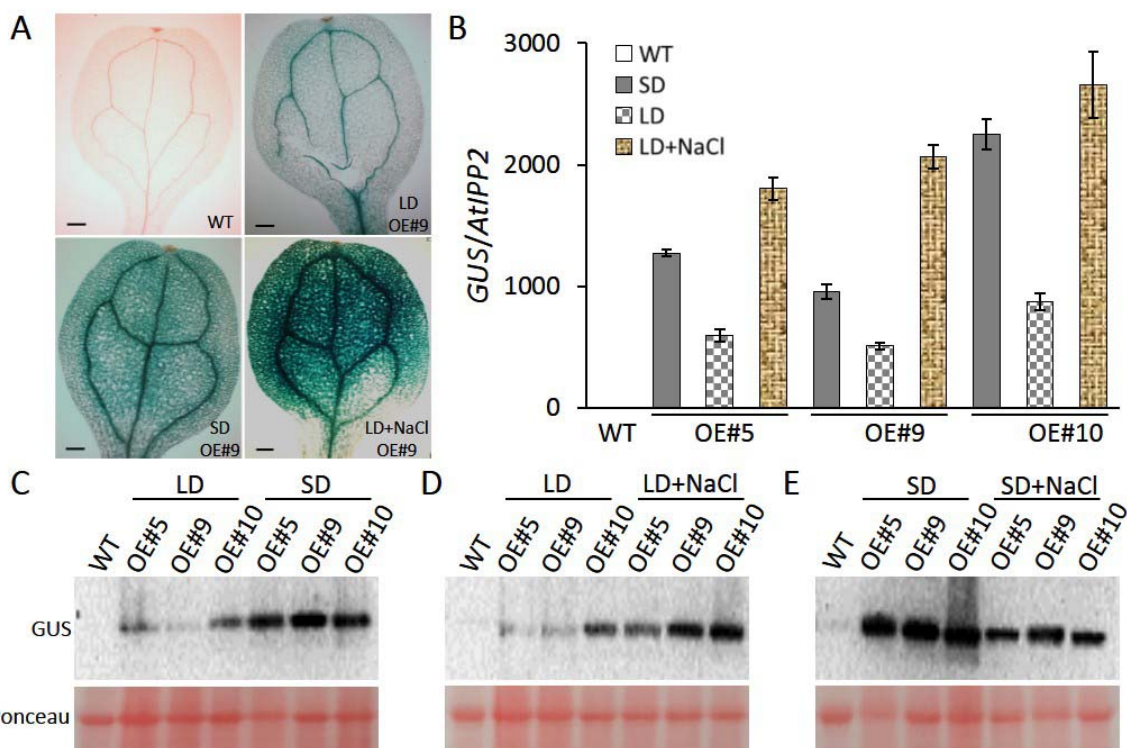 A
WT
LD
OE#9
SD
OE#9
LD+NaCl
OE#9
B
GUS/AtIPP2
3000
2000
1000
0
WT
SD
LD
LD+NaCl
WT
OE#5
OE#9
OE#10
C
LD
SD
WT
OE#5
OE#9
OE#10
OE#5
OE#9
OE#10
GUS
onceau
D
LD
LD+NaCl
WT
OE#5
OE#9
OE#10
OE#5
OE#9
OE#10
E
SD
SD+NaCl
WT
OE#5
OE#9
OE#10
OE#5
OE#9
OE#10